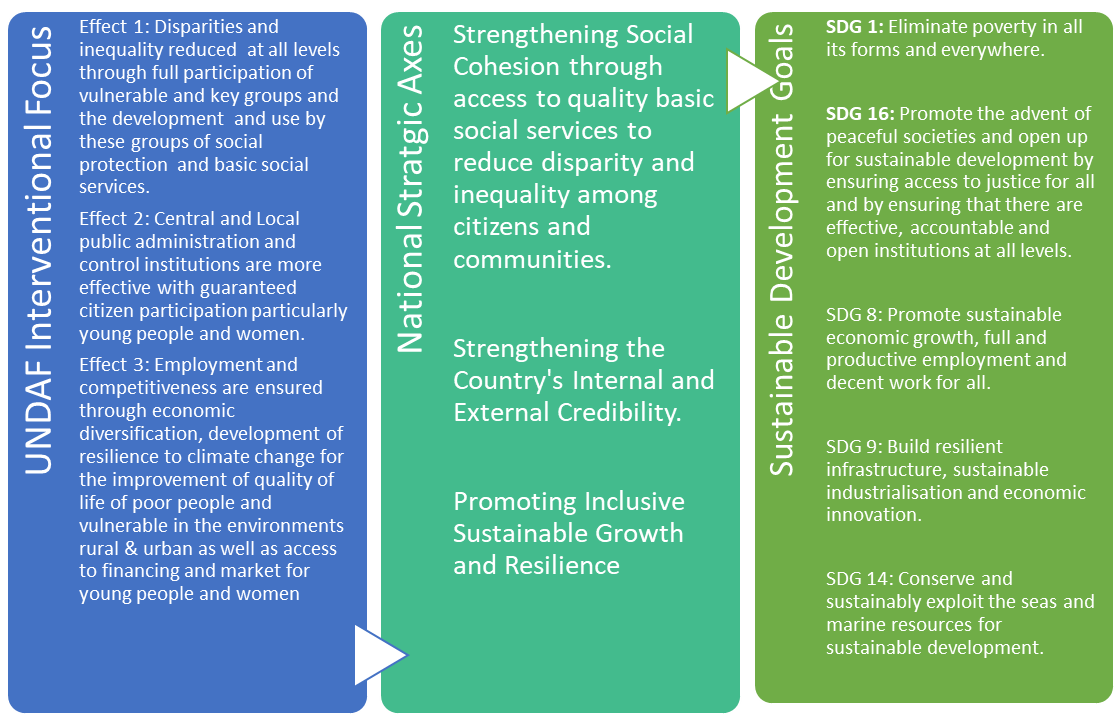 UNDAF Interventional Focus
Effect 1: Disparities and
inequality reduced  at all levels
through full participation of
vulnerable and key groups and
the development  and use by
these groups of social
protection  and basic social
services.
Effect 2: Central and Local
public administration and
control institutions are more
effective with guaranteed
citizen participation particularly
young people and women.
Effect 3: Employment and
competitiveness are ensured
through economic
diversification, development of
resilience to climate change for
the improvement of quality of
life of poor people and
vulnerable in the environments
rural & urban as well as access
to financing and market for
young people and women
National Stratgic Axes
Strengthening Social
Cohesion through
access to quality basic
social services to
reduce disparity and
inequality among
citizens and
communities.
Strengthening the
Country's Internal and
External Credibility.
Promoting Inclusive
Sustainable Growth
and Resilience
Sustainable Development Goals
SDG 1: Eliminate poverty in all
its forms and everywhere.
SDG 16: Promote the advent of
peaceful societies and open up
for sustainable development by
ensuring access to justice for all
and by ensuring that there are
effective, accountable and
open institutions at all levels.
SDG 8: Promote sustainable
economic growth, full and
productive employment and
decent work for all.
SDG 9: Build resilient
infrastructure, sustainable
industrialisation and economic
innovation.
SDG 14: Conserve and
sustainably exploit the seas and
marine resources for
sustainable development.